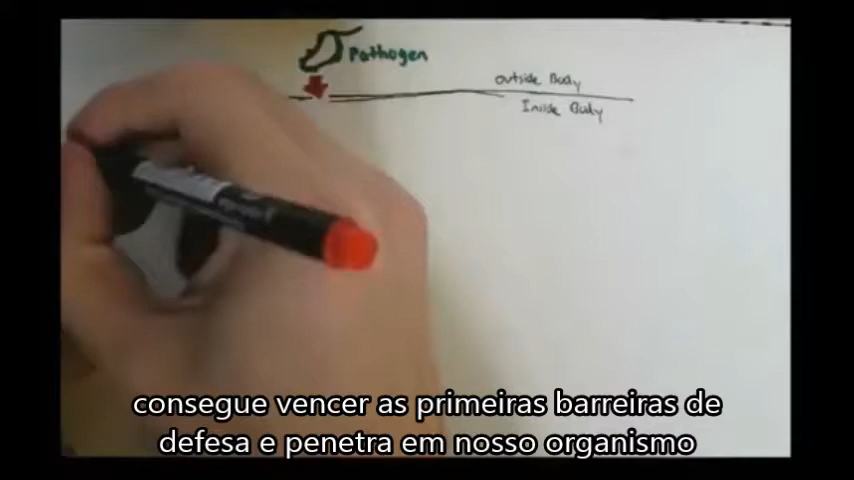 Pathogen
Outside Body
Inside Body
consegue vencer as primeiras barreiras de
defesa e penetra em nosso organismo